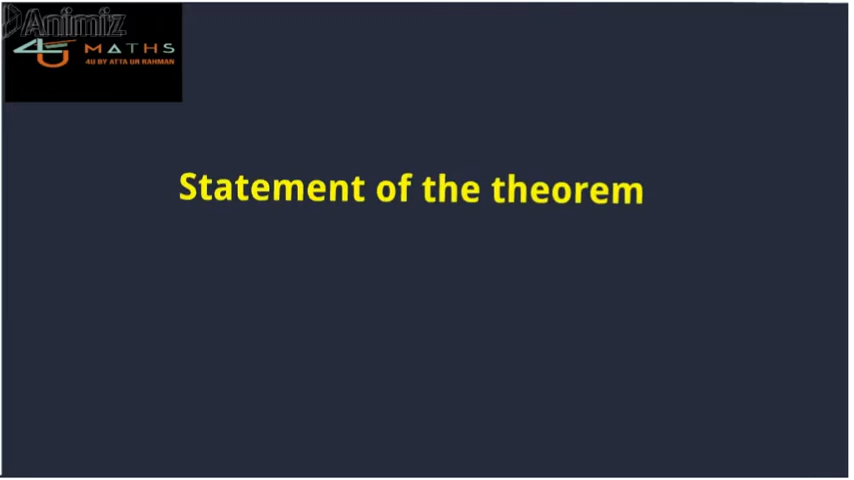 Animiz
4U MATHS
4U BY ATTA UR RAHMAN
Statement of the theorem